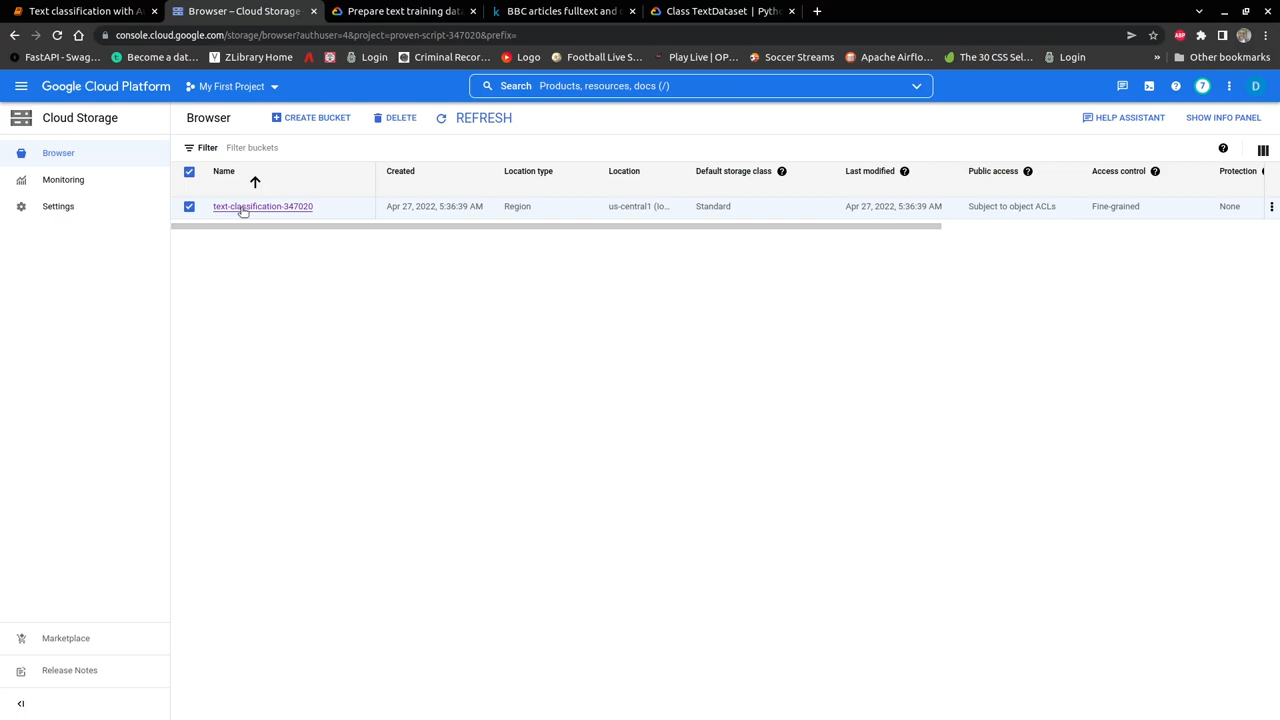 Text classification with A
Browser – Cloud Storage
Prepare text training dat
BBC articles fulltext and c
Class TextDataset | Pyth
console.cloud.google.com/storage/browser?authuser=4&project=proven-script-347020&prefix=
FastAPI - Swag...
Become a dat...
ZLibrary Home
Login
Criminal Recor...
Logo
Football Live S...
Play Live | OP...
Soccer Streams
Apache Airflo...
The 30 CSS Sel...
Login
»
Other bookmarks
Google Cloud Platform
My First Project
Search Products, resources, docs (/)
7
D
Cloud Storage
Browser
CREATE BUCKET
DELETE
REFRESH
HELP ASSISTANT
SHOW INFO PANEL
Browser
Monitoring
Settings
Filter Filter buckets
Name Created Location type Location Default storage class Last modified Public access Access control Protection
text-classification-347020 Apr 27, 2022, 5:36:39 AM Region us-central1 (Io... Standard Apr 27, 2022, 5:36:39 AM Subject to object ACLs Fine-grained None
Marketplace
Release Notes